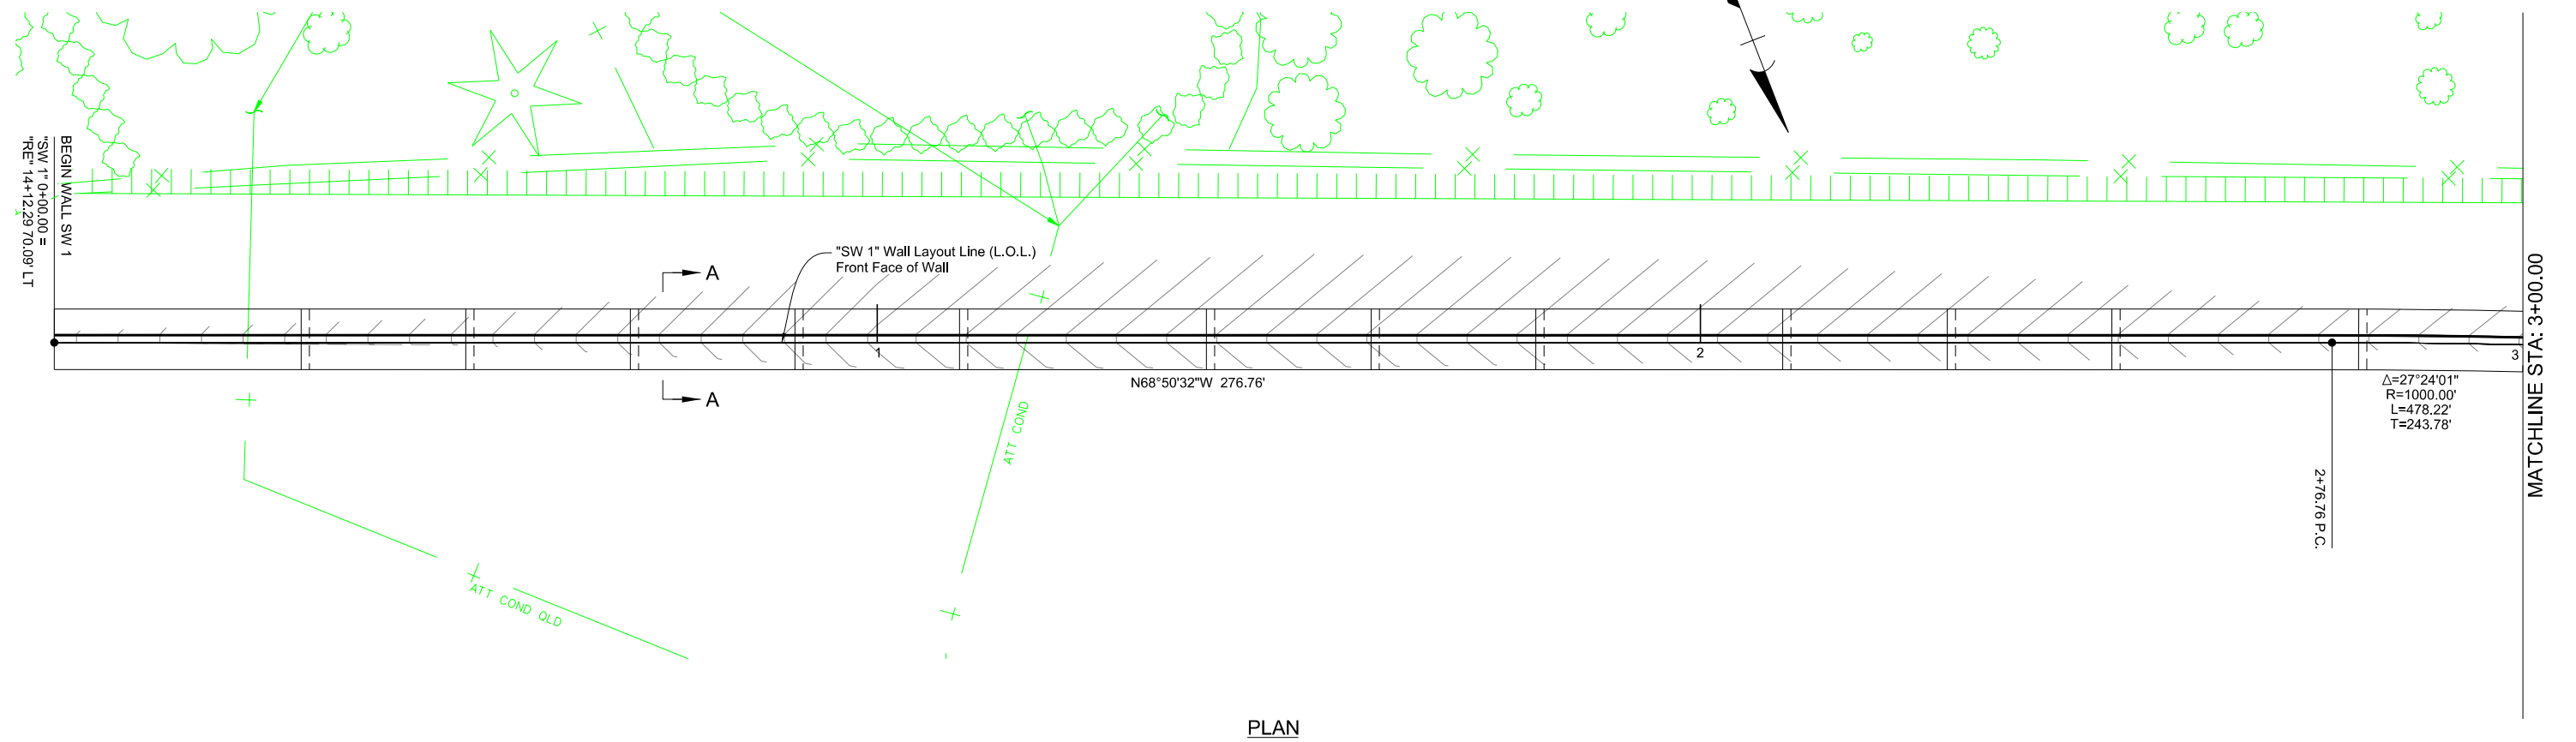 BEGIN WALL SW 1
"SW 1" 0+00.000 =
"RE" 14+12.29 70.09' LT
"SW 1" Wall Layout Line (L.O.L.)
Front Face of Wall
A
A
1
2
3
N68°50'32"W 276.76'
Δ=27°24'01"
R=1000.00'
L=478.22'
T=243.78'
2+76.76 P.C.
MATCHLINE STA: 3+00.00
ATT COND
ATT COND QLD
PLAN